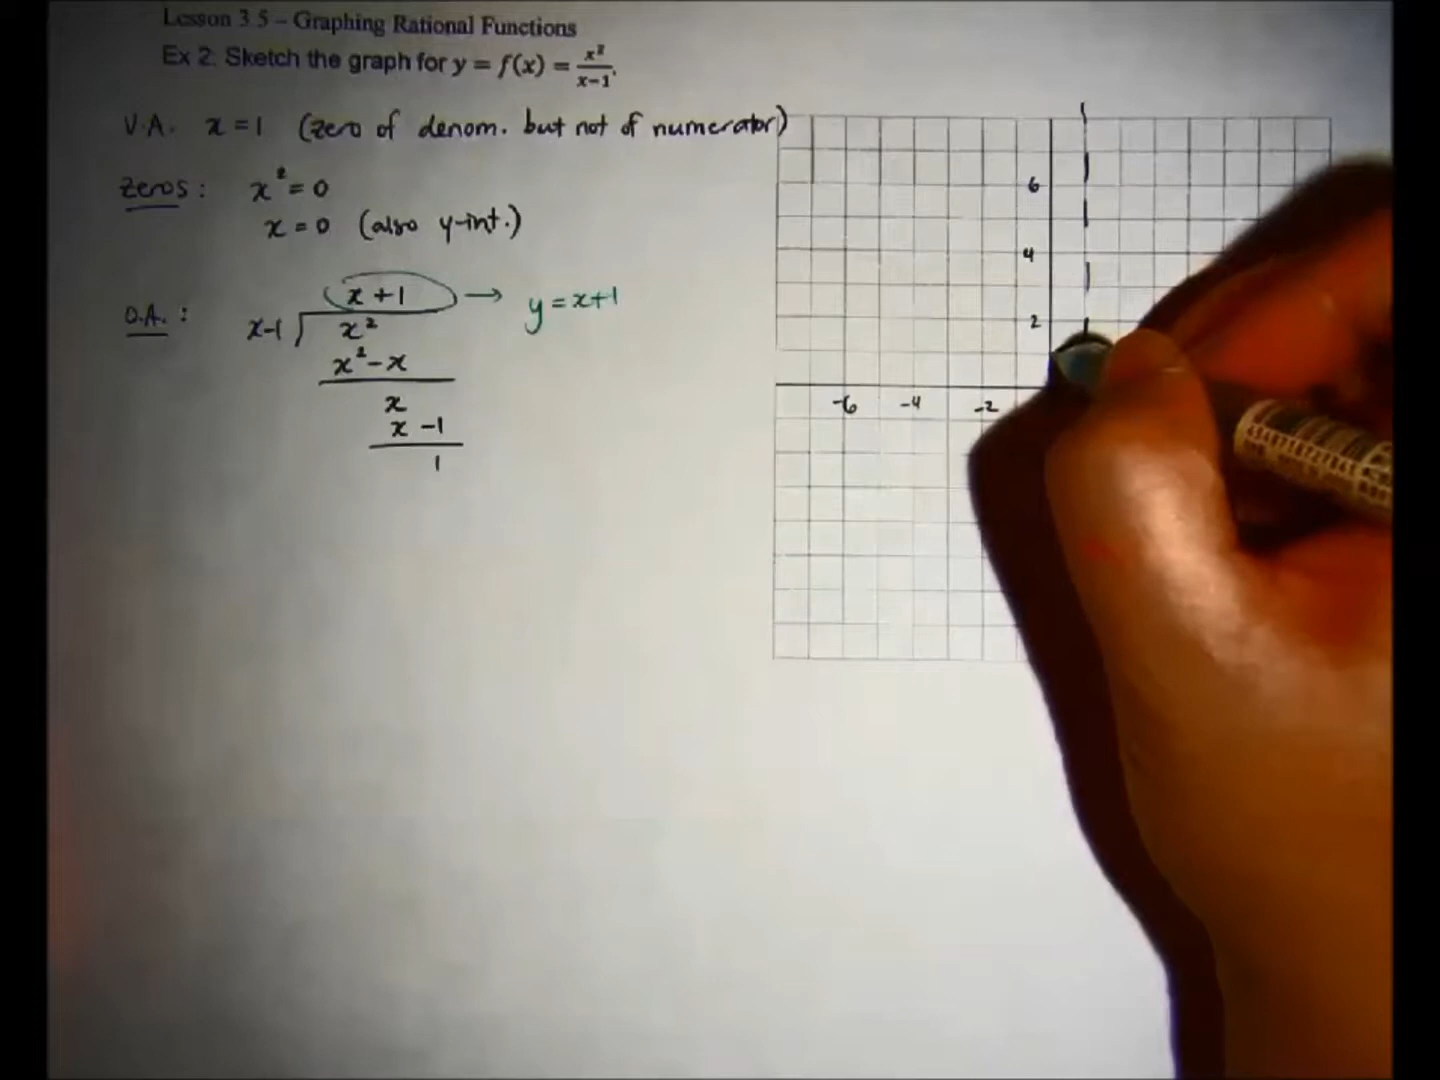 Lesson 3.5 – Graphing Rational Functions
Ex 2: Sketch the graph for y = f(x) = x²/(x−1).
V.A. x = 1 (zero of denom. but not of numerator)
zeros : x² = 0
x = 0 (also y-int.)
O.A. : x + 1 → y = x+1
x-1 ) x²
x² - x
x
x - 1
1
6
4
2
-6 -4 -2